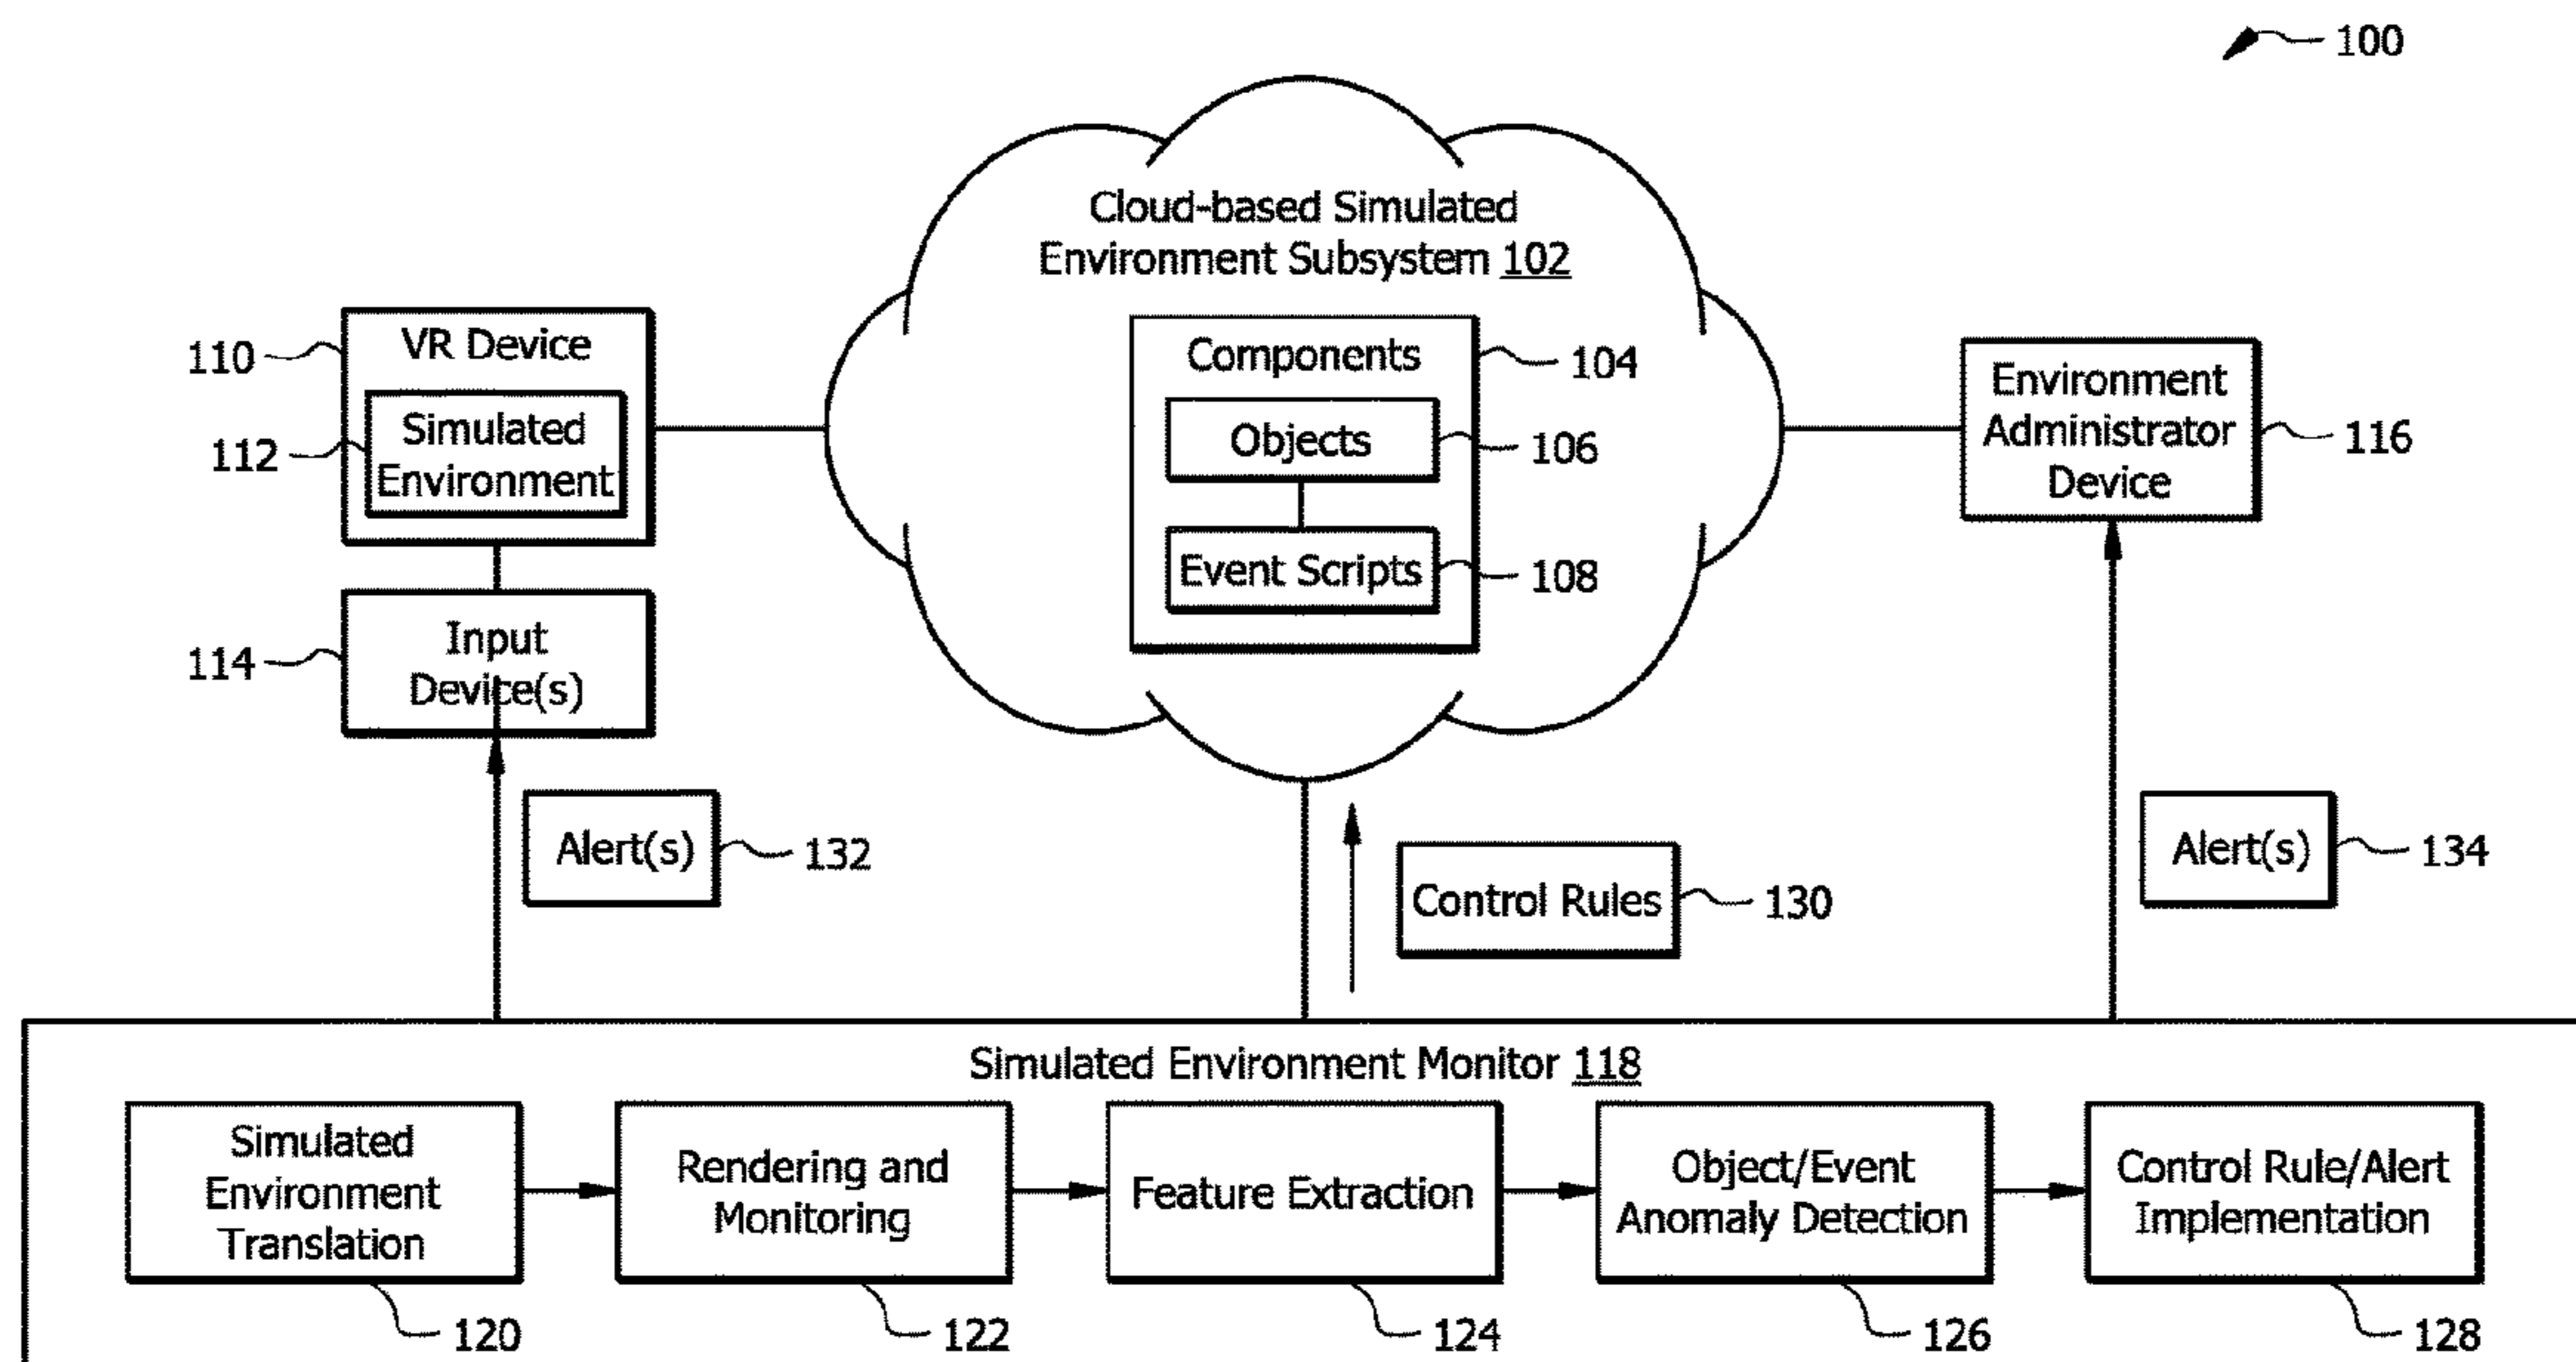 100
Cloud-based Simulated
Environment Subsystem 102
Components
104
Objects
106
Event Scripts
108
VR Device
110
Simulated
Environment
112
Input
Device(s)
114
Environment
Administrator
Device
116
Alert(s)
132
Control Rules
130
Alert(s)
134
Simulated Environment Monitor 118
Simulated
Environment
Translation
120
Rendering and
Monitoring
122
Feature Extraction
124
Object/Event
Anomaly Detection
126
Control Rule/Alert
Implementation
128